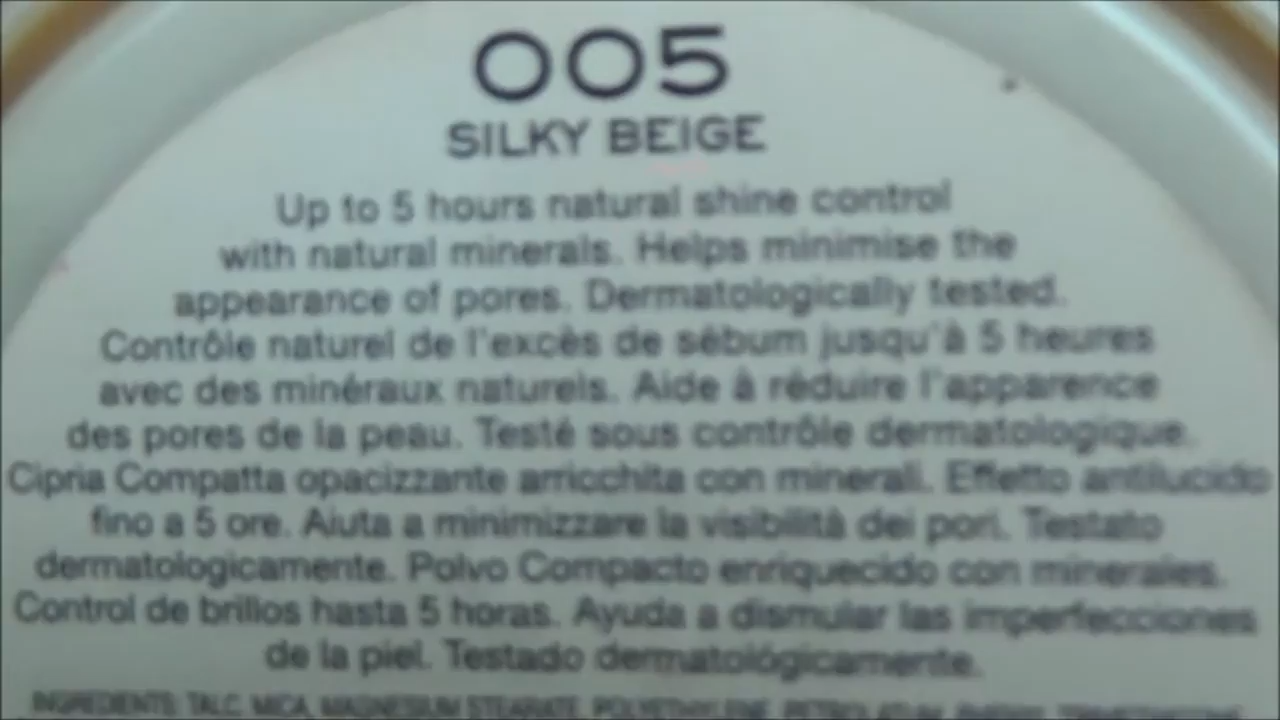 005
SILKY BEIGE
Up to 5 hours natural shine control
with natural minerals. Helps minimise the
appearance of pores. Dermatologically tested.
Contrôle naturel de l'excès de sébum jusqu'à 5 heures
avec des minéraux naturels. Aide à réduire l'apparence
des pores de la peau. Testé sous contrôle dermatologique.
Cipria Compatta opacizzante arricchita con minerali. Effetto antilucido
fino a 5 ore. Aiuta a minimizzare la visibilità dei pori. Testato
dermatologicamente. Polvo Compacto enriquecido con minerales.
Control de brillos hasta 5 horas. Ayuda a dismular las imperfecciones
de la piel. Testado dermatológicamente.
INGREDIENTS: TALC, MICA, MAGNESIUM STEARATE, POLYETHYLENE,